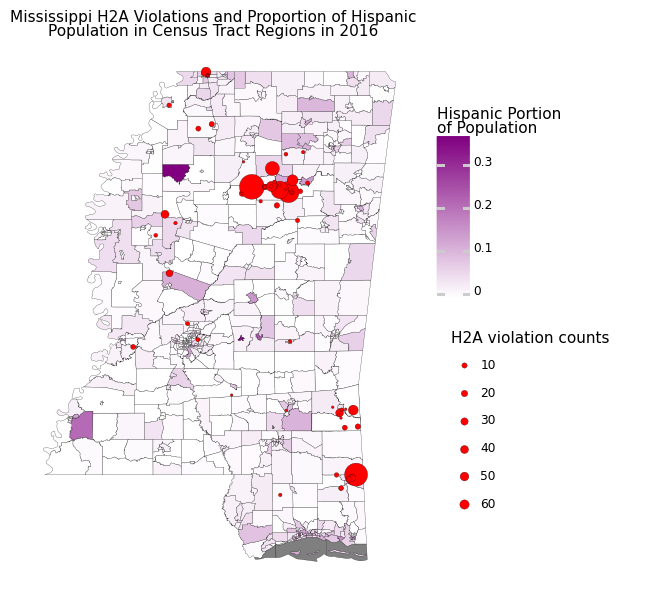 Mississippi H2A Violations and Proportion of Hispanic
Population in Census Tract Regions in 2016
Hispanic Portion
of Population
0.3
0.2
0.1
0
H2A violation counts
10
20
30
40
50
60